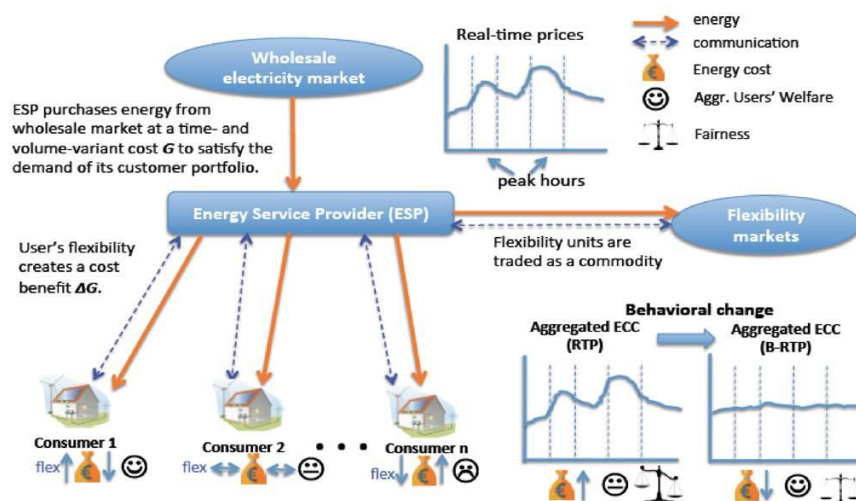 Wholesale
electricity market
ESP purchases energy from
wholesale market at a time- and
volume-variant cost G to satisfy the
demand of its customer portfolio.
Real-time prices
peak hours
energy
communication
Energy cost
Aggr. Users' Welfare
Fairness
Energy Service Provider (ESP)
Flexibility
markets
Flexibility units are
traded as a commodity
User's flexibility
creates a cost
benefit ΔG.
Behavioral change
Aggregated ECC
(RTP)
Aggregated ECC
(B-RTP)
Consumer 1
flex
€
Consumer 2
flex
€
• • •
Consumer n
flex
€
€
€